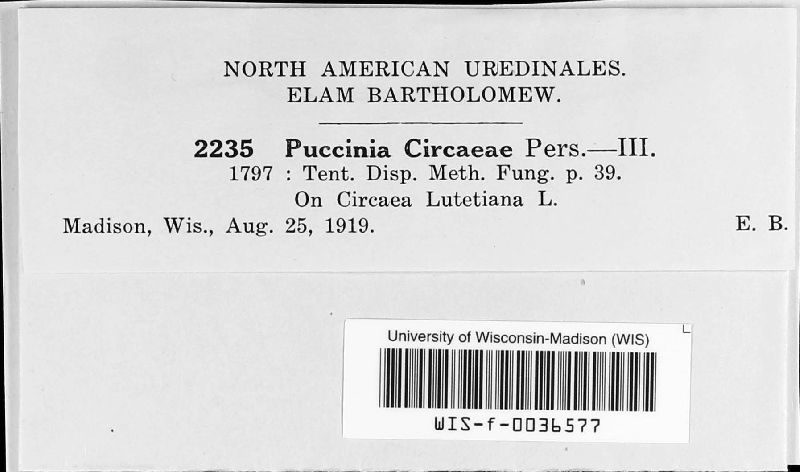 NORTH AMERICAN UREDINALES.
ELAM BARTHOLOMEW.
2235 Puccinia Circaeae Pers.—III.
1797 : Tent. Disp. Meth. Fung. p. 39.
On Circaea Lutetiana L.
Madison, Wis., Aug. 25, 1919. E. B.
University of Wisconsin-Madison (WIS)
WIS-f-0036577